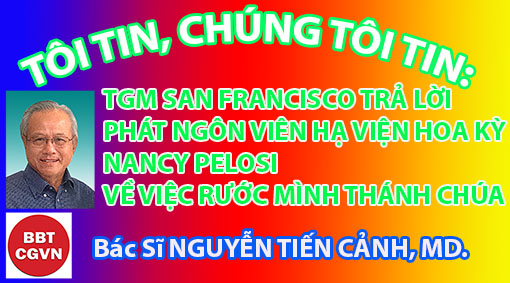 TÔI TIN, CHÚNG TÔI TIN:
TGM SAN FRANCISCO TRẢ LỜI
PHÁT NGÔN VIÊN HẠ VIỆN HOA KỲ
NANCY PELOSI
VỀ VIỆC RƯỚC MÌNH THÁNH CHÚA
BBT
CGVN
Bác Sĩ NGUYỄN TIẾN CẢNH, MD.